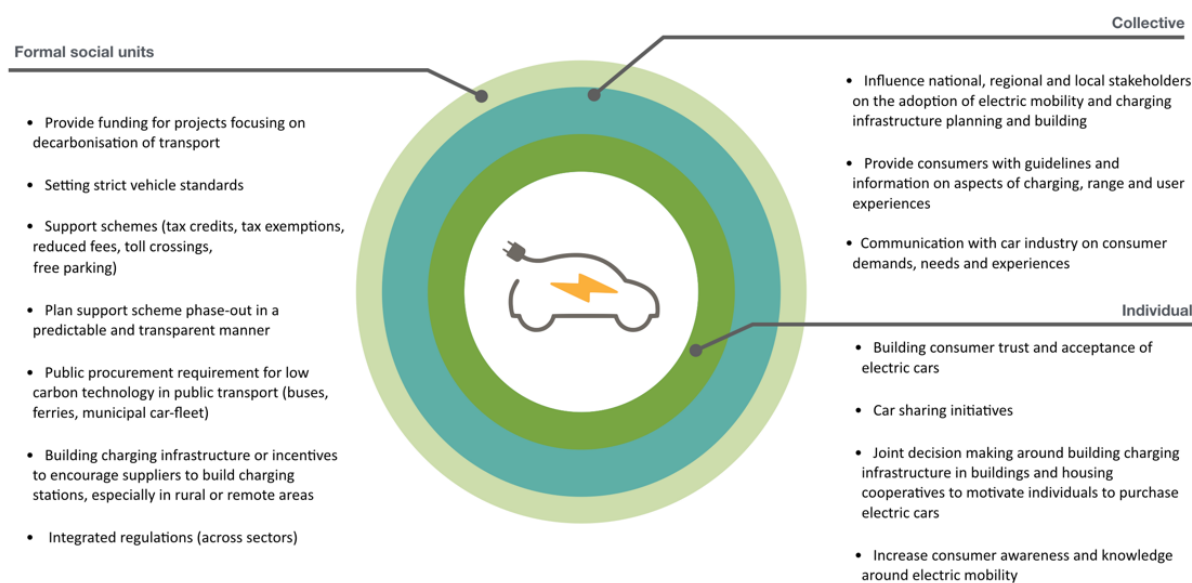 Formal social units
• Provide funding for projects focusing on
decarbonisation of transport
• Setting strict vehicle standards
• Support schemes (tax credits, tax exemptions,
reduced fees, toll crossings,
free parking)
• Plan support scheme phase-out in a
predictable and transparent manner
• Public procurement requirement for low
carbon technology in public transport (buses,
ferries, municipal car-fleet)
• Building charging infrastructure or incentives
to encourage suppliers to build charging
stations, especially in rural or remote areas
• Integrated regulations (across sectors)
Collective
• Influence national, regional and local stakeholders
on the adoption of electric mobility and charging
infrastructure planning and building
• Provide consumers with guidelines and
information on aspects of charging, range and user
experiences
• Communication with car industry on consumer
demands, needs and experiences
Individual
• Building consumer trust and acceptance of
electric cars
• Car sharing initiatives
• Joint decision making around building charging
infrastructure in buildings and housing
cooperatives to motivate individuals to purchase
electric cars
• Increase consumer awareness and knowledge
around electric mobility